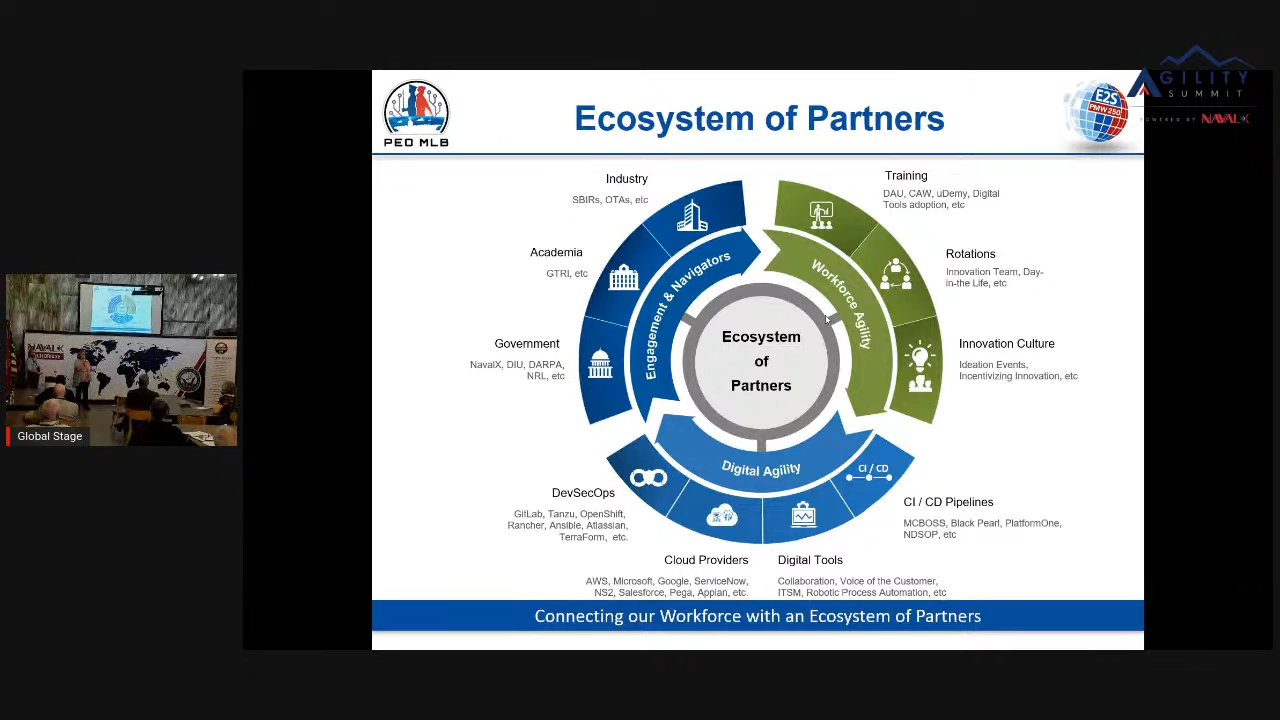 AGILITY
SUMMIT
POWERED BY NAVALX
PEO MLB
Ecosystem of Partners
E2S
PMW 250
Industry
SBIRs, OTAs, etc
Academia
GTRI, etc
Government
NavalX, DIU, DARPA,
NRL, etc
Engagement & Navigators
Training
DAU, CAW, uDemy, Digital
Tools adoption, etc
Rotations
Innovation Team, Day-
in-the Life, etc
Innovation Culture
Ideation Events,
Incentivizing Innovation, etc
Workforce Agility
Ecosystem
of
Partners
Digital Agility
CI / CD
DevSecOps
GitLab, Tanzu, OpenShift,
Rancher, Ansible, Atlassian,
TerraForm, etc.
Cloud Providers
AWS, Microsoft, Google, ServiceNow,
NS2, Salesforce, Pega, Appian, etc.
Digital Tools
Collaboration, Voice of the Customer,
ITSM, Robotic Process Automation, etc
CI / CD Pipelines
MCBOSS, Black Pearl, PlatformOne,
NDSOP, etc
Connecting our Workforce with an Ecosystem of Partners
NAVALX
Global Stage